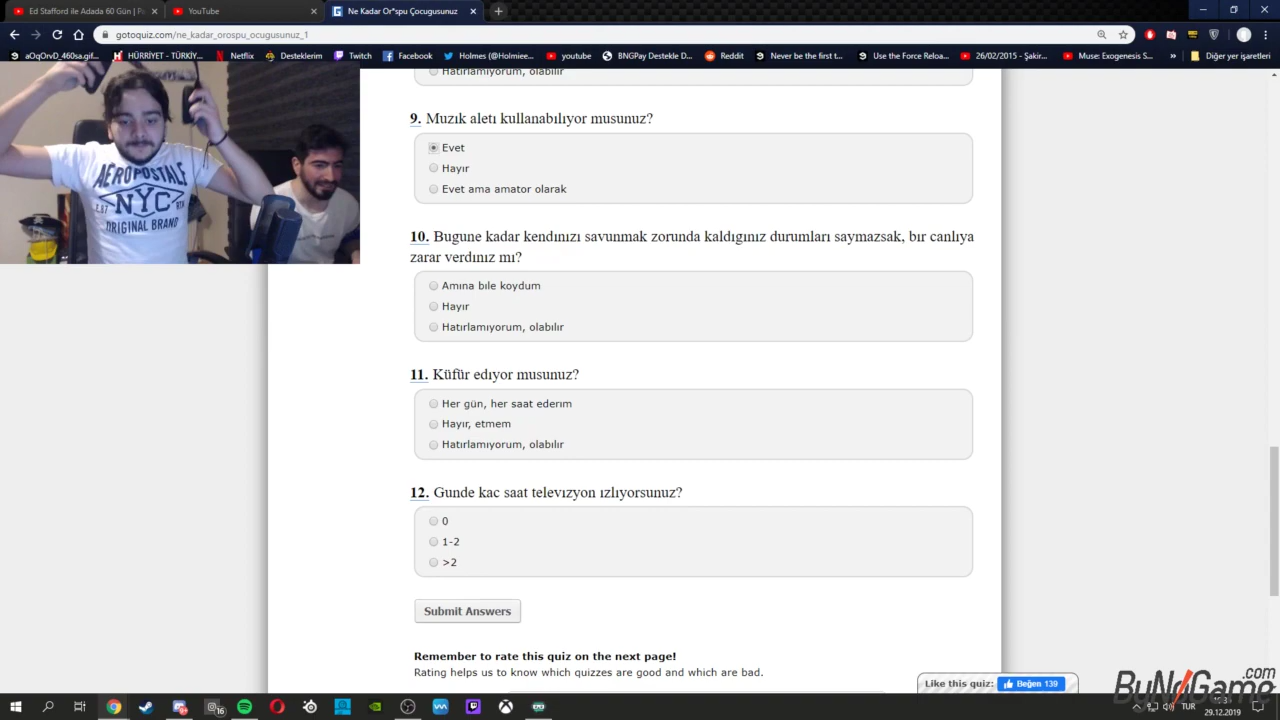 Ed Stafford ile Adada 60 Gün | Pu
YouTube
Ne Kadar Or*spu Çocugusunuz
gotoquiz.com/ne_kadar_orospu_ocugusunuz_1
aOqOrvD_460sa.gif...
HÜRRİYET - TÜRKİY...
Netflix
Desteklerim
Twitch
Facebook
Holmes (@Holmiee...
youtube
BNGPay Destekle D...
Reddit
Never be the first t...
Use the Force Reloa...
26/02/2015 - Şakir...
Muse: Exogenesis S...
»
Diğer yer işaretleri
Hatırlamıyorum, olabılır
9. Muzık aletı kullanabılıyor musunuz?
Evet
Hayır
Evet ama amator olarak
10. Bugune kadar kendınızı savunmak zorunda kaldıgınız durumları saymazsak, bır canlıya
zarar verdınız mı?
Amına bıle koydum
Hayır
Hatırlamıyorum, olabılır
11. Küfür edıyor musunuz?
Her gün, her saat ederım
Hayır, etmem
Hatırlamıyorum, olabılır
12. Gunde kac saat televızyon ızlıyorsunuz?
0
1-2
>2
Submit Answers
Remember to rate this quiz on the next page!
Rating helps us to know which quizzes are good and which are bad.
Like this quiz:
Beğen 139
AÉROPOSTALE
NYC
ORIGINAL BRAND
BuNeGame
.com
16
TUR
29.12.2019